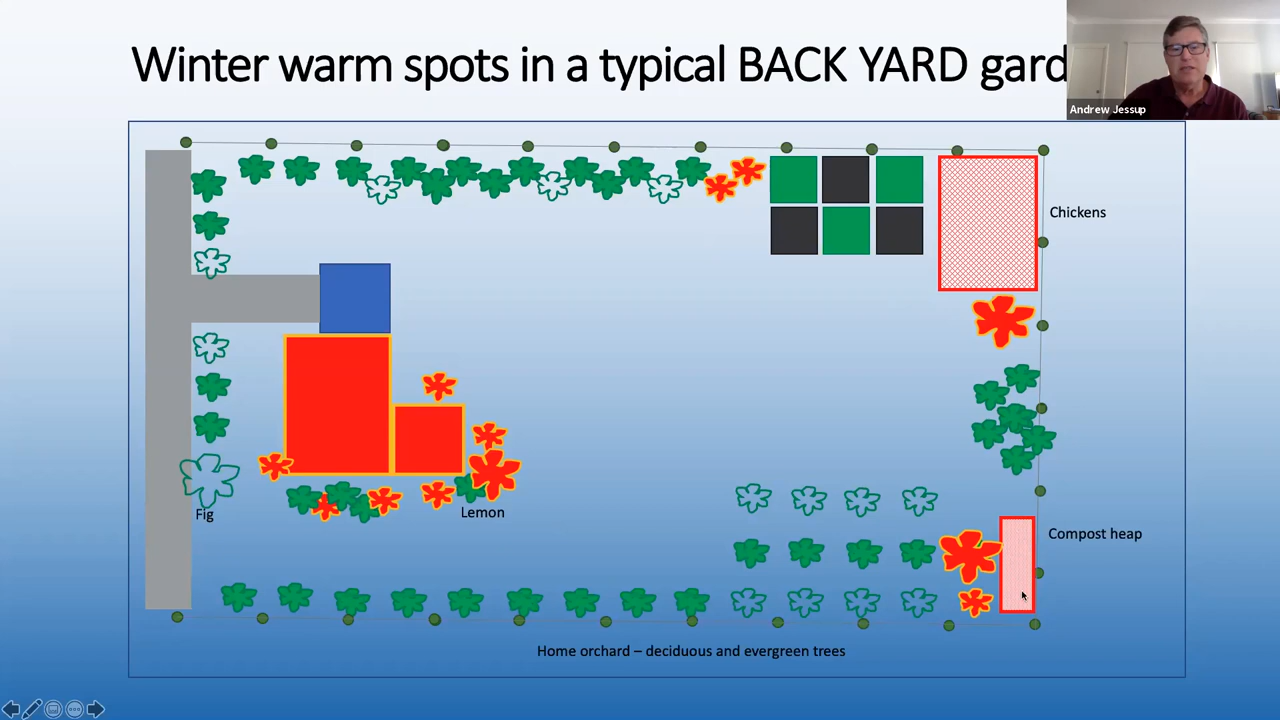 Winter warm spots in a typical BACK YARD gard
Andrew Jessup
Chickens
Fig
Lemon
Compost heap
Home orchard – deciduous and evergreen trees